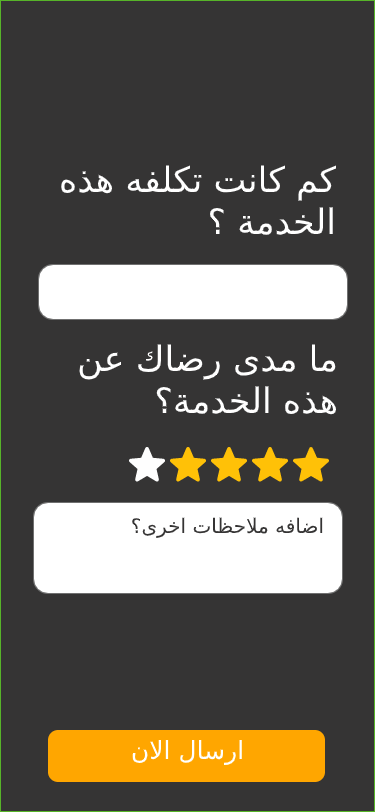 كم كانت تكلفه هذه
الخدمة ؟
ما مدى رضاك عن
هذه الخدمة؟
اضافه ملاحظات اخرى؟
ارسال الان